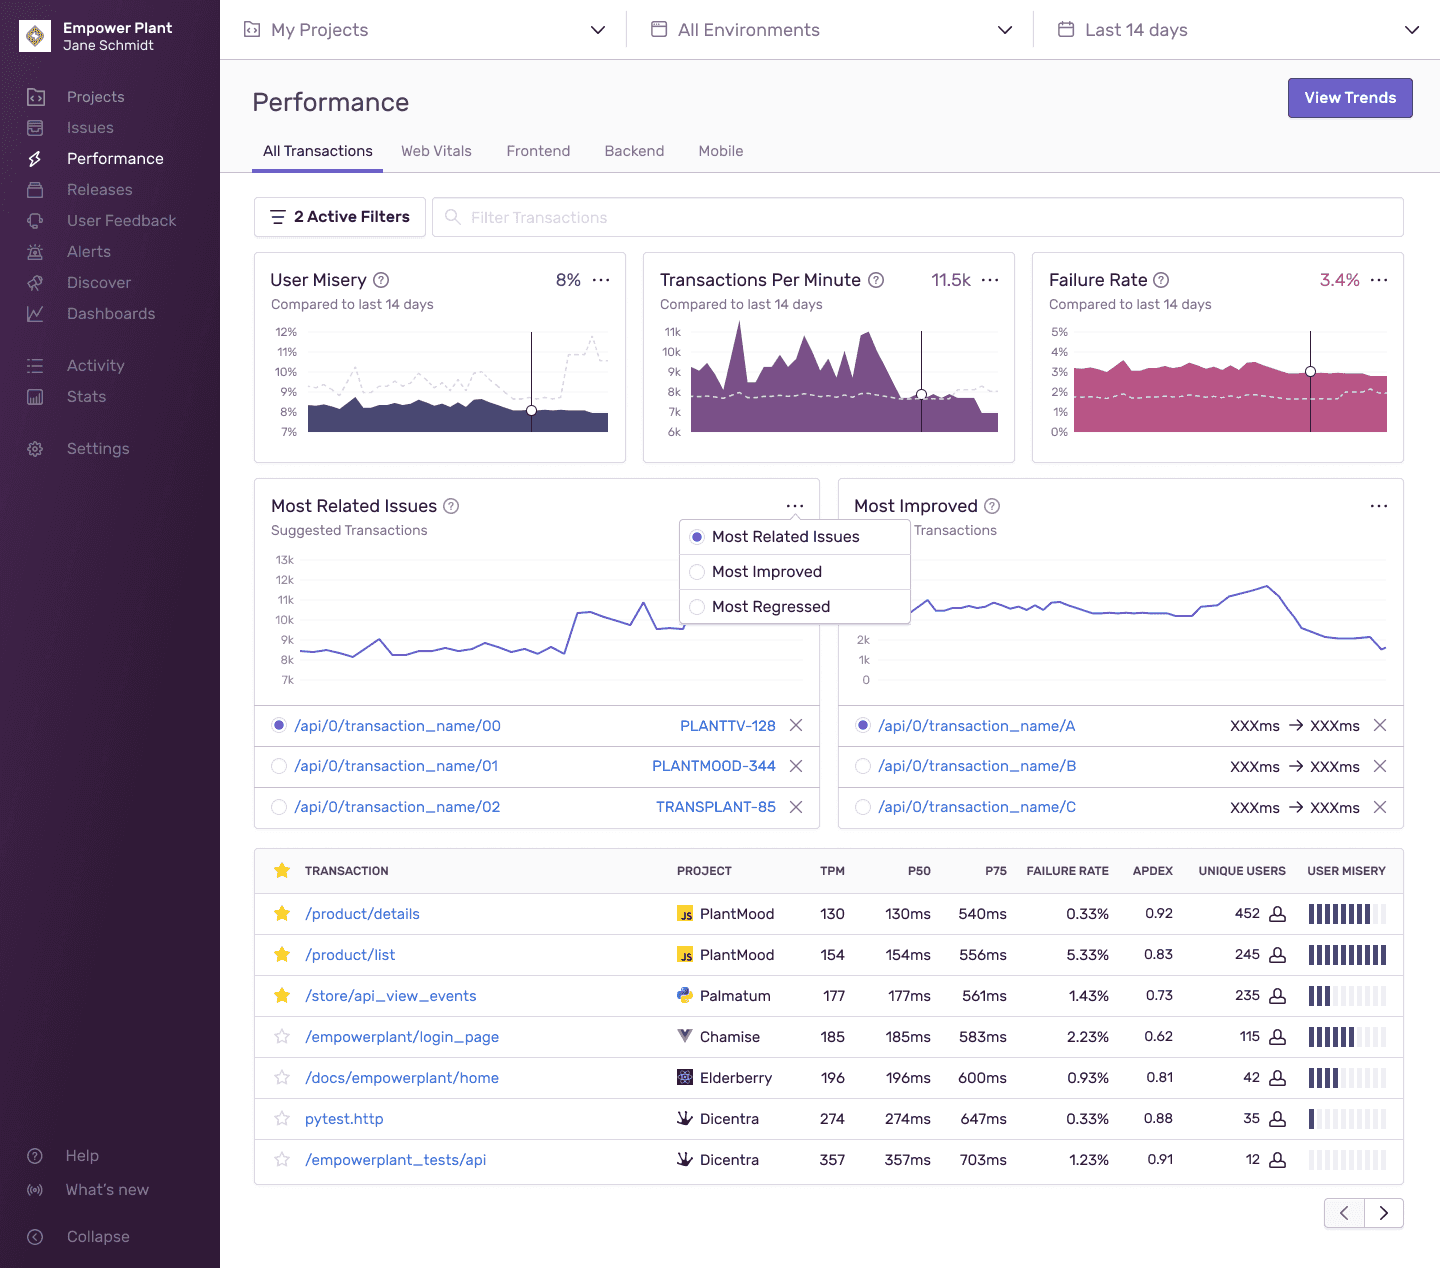 Empower Plant
Jane Schmidt
Projects
Issues
Performance
Releases
User Feedback
Alerts
Discover
Dashboards
Activity
Stats
Settings
Help
What's new
Collapse
My Projects
All Environments
Last 14 days
Performance
View Trends
All Transactions Web Vitals Frontend Backend Mobile
2 Active Filters
Filter Transactions
User Misery ? 8%
Compared to last 14 days
12%
11%
10%
9%
8%
7%
Transactions Per Minute ? 11.5k
Compared to last 14 days
11k
10k
9k
8k
7k
6k
Failure Rate ? 3.4%
Compared to last 14 days
5%
4%
3%
2%
1%
0%
Most Related Issues ?
Suggested Transactions
13k
12k
11k
10k
9k
8k
7k
Most Related Issues
Most Improved
Most Regressed
/api/0/transaction_name/00 PLANTTV-128
/api/0/transaction_name/01 PLANTMOOD-344
/api/0/transaction_name/02 TRANSPLANT-85
Most Improved ?
Transactions
2k
1k
0
/api/0/transaction_name/A XXXms → XXXms
/api/0/transaction_name/B XXXms → XXXms
/api/0/transaction_name/C XXXms → XXXms
TRANSACTION PROJECT TPM P50 P75 FAILURE RATE APDEX UNIQUE USERS USER MISERY
/product/details JS PlantMood 130 130ms 540ms 0.33% 0.92 452
/product/list JS PlantMood 154 154ms 556ms 5.33% 0.83 245
/store/api_view_events Palmatum 177 177ms 561ms 1.43% 0.73 235
/empowerplant/login_page Chamise 185 185ms 583ms 2.23% 0.62 115
/docs/empowerplant/home Elderberry 196 196ms 600ms 0.93% 0.81 42
pytest.http Dicentra 274 274ms 647ms 0.33% 0.88 35
/empowerplant_tests/api Dicentra 357 357ms 703ms 1.23% 0.91 12